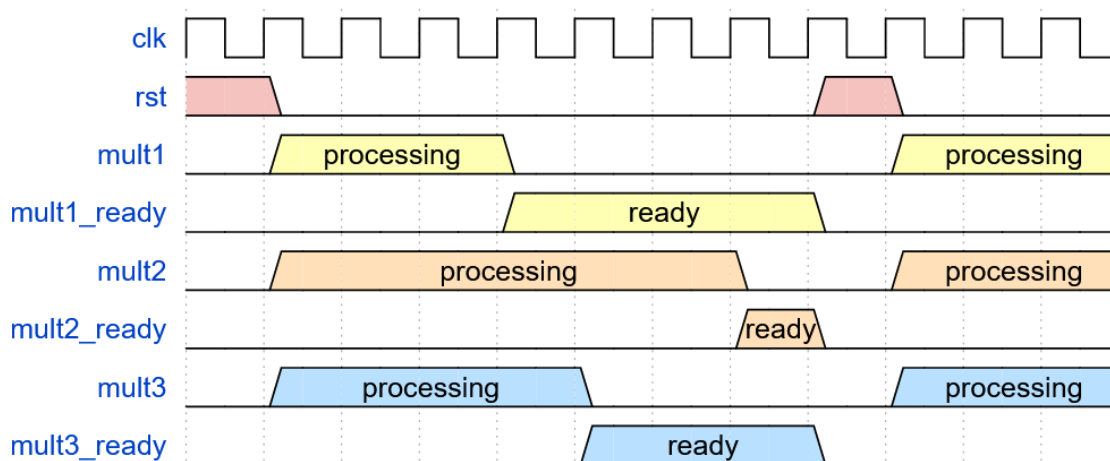 clk
rst
mult1 processing processing
mult1_ready ready
mult2 processing processing
mult2_ready ready
mult3 processing processing
mult3_ready ready